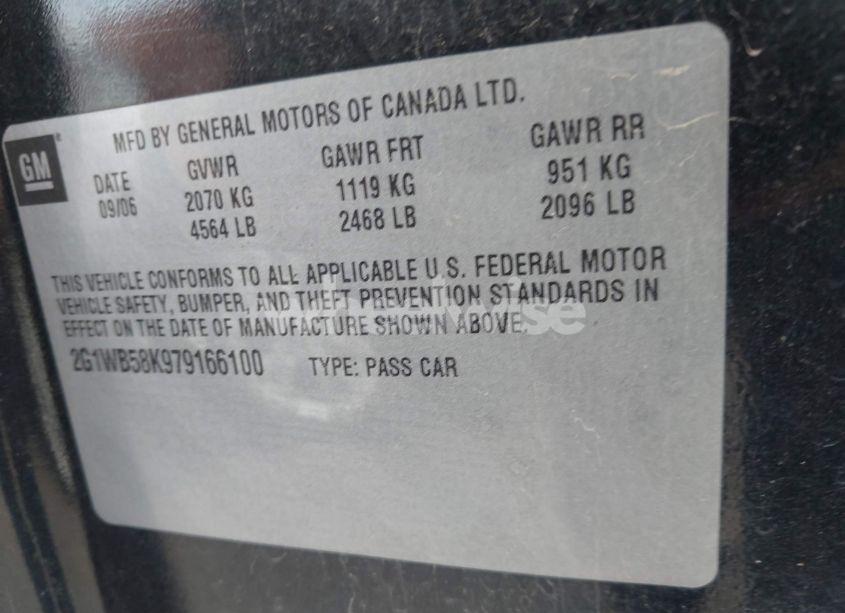 MFD BY GENERAL MOTORS OF CANADA LTD.
GM
DATE GVWR GAWR FRT GAWR RR
09/06 2070 KG 1119 KG 951 KG
4564 LB 2468 LB 2096 LB
THIS VEHICLE CONFORMS TO ALL APPLICABLE U.S. FEDERAL MOTOR
VEHICLE SAFETY, BUMPER, AND THEFT PREVENTION STANDARDS IN
EFFECT ON THE DATE OF MANUFACTURE SHOWN ABOVE.
2G1WB58K979166100 TYPE: PASS CAR